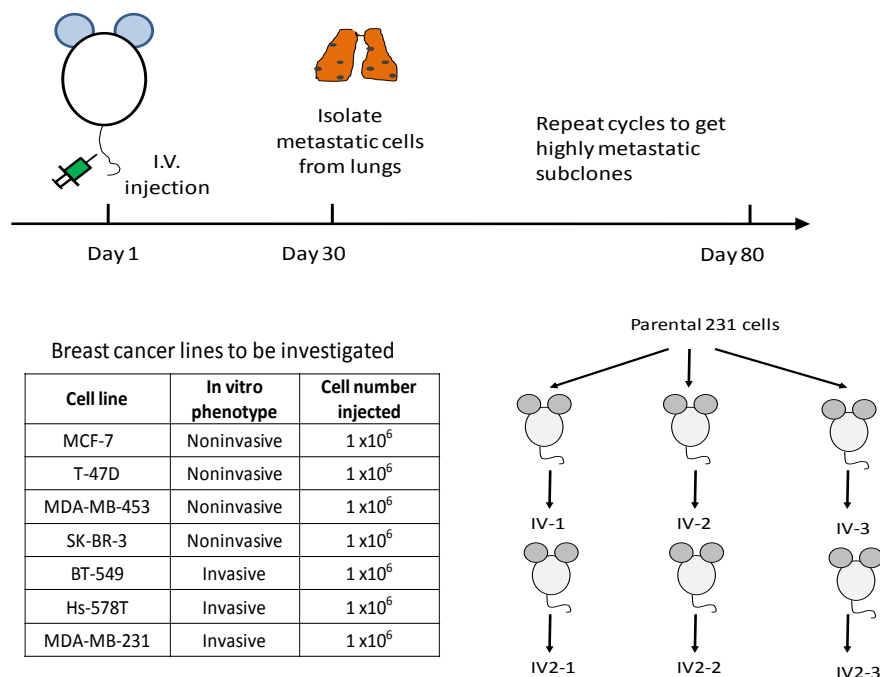 I.V.
injection
Isolate
metastatic cells
from lungs
Repeat cycles to get
highly metastatic
subclones
Day 1
Day 30
Day 80
Breast cancer lines to be investigated
Cell line In vitro phenotype Cell number injected
MCF-7 Noninvasive 1 x10⁶
T-47D Noninvasive 1 x10⁶
MDA-MB-453 Noninvasive 1 x10⁶
SK-BR-3 Noninvasive 1 x10⁶
BT-549 Invasive 1 x10⁶
Hs-578T Invasive 1 x10⁶
MDA-MB-231 Invasive 1 x10⁶
Parental 231 cells
IV-1 IV-2 IV-3
IV2-1 IV2-2 IV2-3